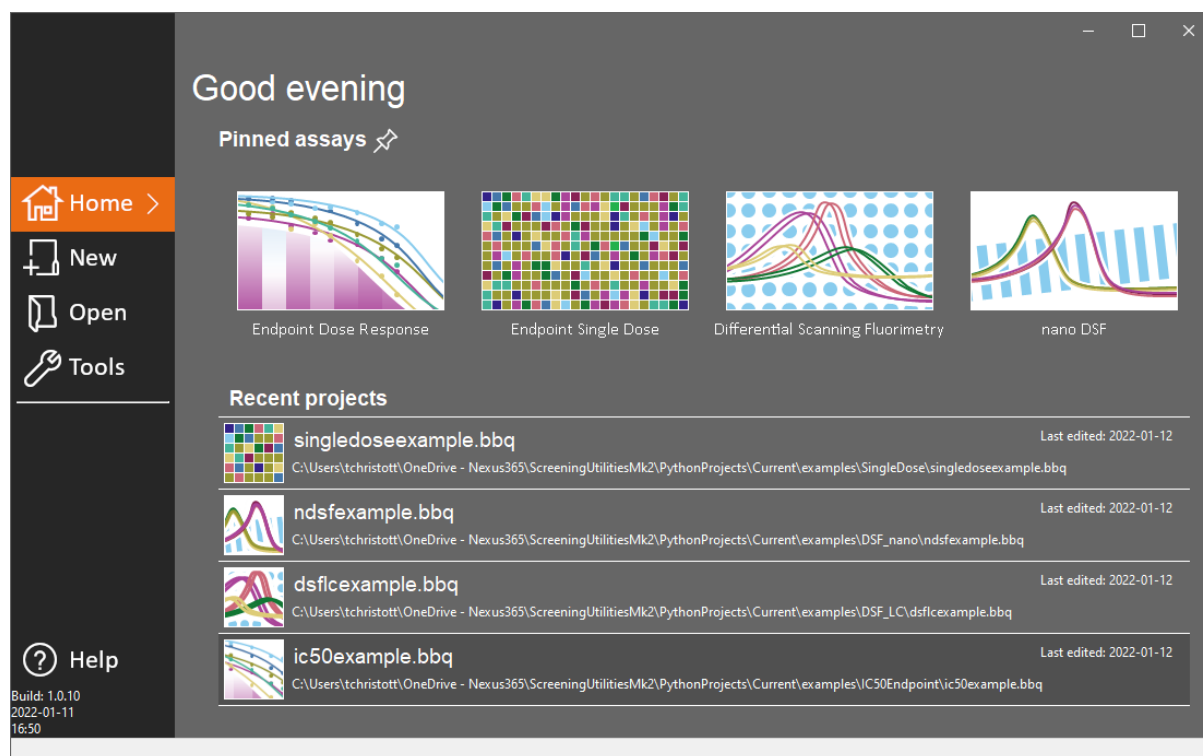 Good evening
Pinned assays
Home
New
Open
Tools
Endpoint Dose Response
Endpoint Single Dose
Differential Scanning Fluorimetry
nano DSF
Recent projects
singledoseexample.bbq
Last edited: 2022-01-12
C:\Users\tchristott\OneDrive - Nexus365\ScreeningUtilitiesMk2\PythonProjects\Current\examples\SingleDose\singledoseexample.bbq
ndsfexample.bbq
Last edited: 2022-01-12
C:\Users\tchristott\OneDrive - Nexus365\ScreeningUtilitiesMk2\PythonProjects\Current\examples\DSF_nano\ndsfexample.bbq
dsflcexample.bbq
Last edited: 2022-01-12
C:\Users\tchristott\OneDrive - Nexus365\ScreeningUtilitiesMk2\PythonProjects\Current\examples\DSF_LC\dsflcexample.bbq
ic50example.bbq
Last edited: 2022-01-12
C:\Users\tchristott\OneDrive - Nexus365\ScreeningUtilitiesMk2\PythonProjects\Current\examples\IC50Endpoint\ic50example.bbq
Help
Build: 1.0.10
2022-01-11
16:50